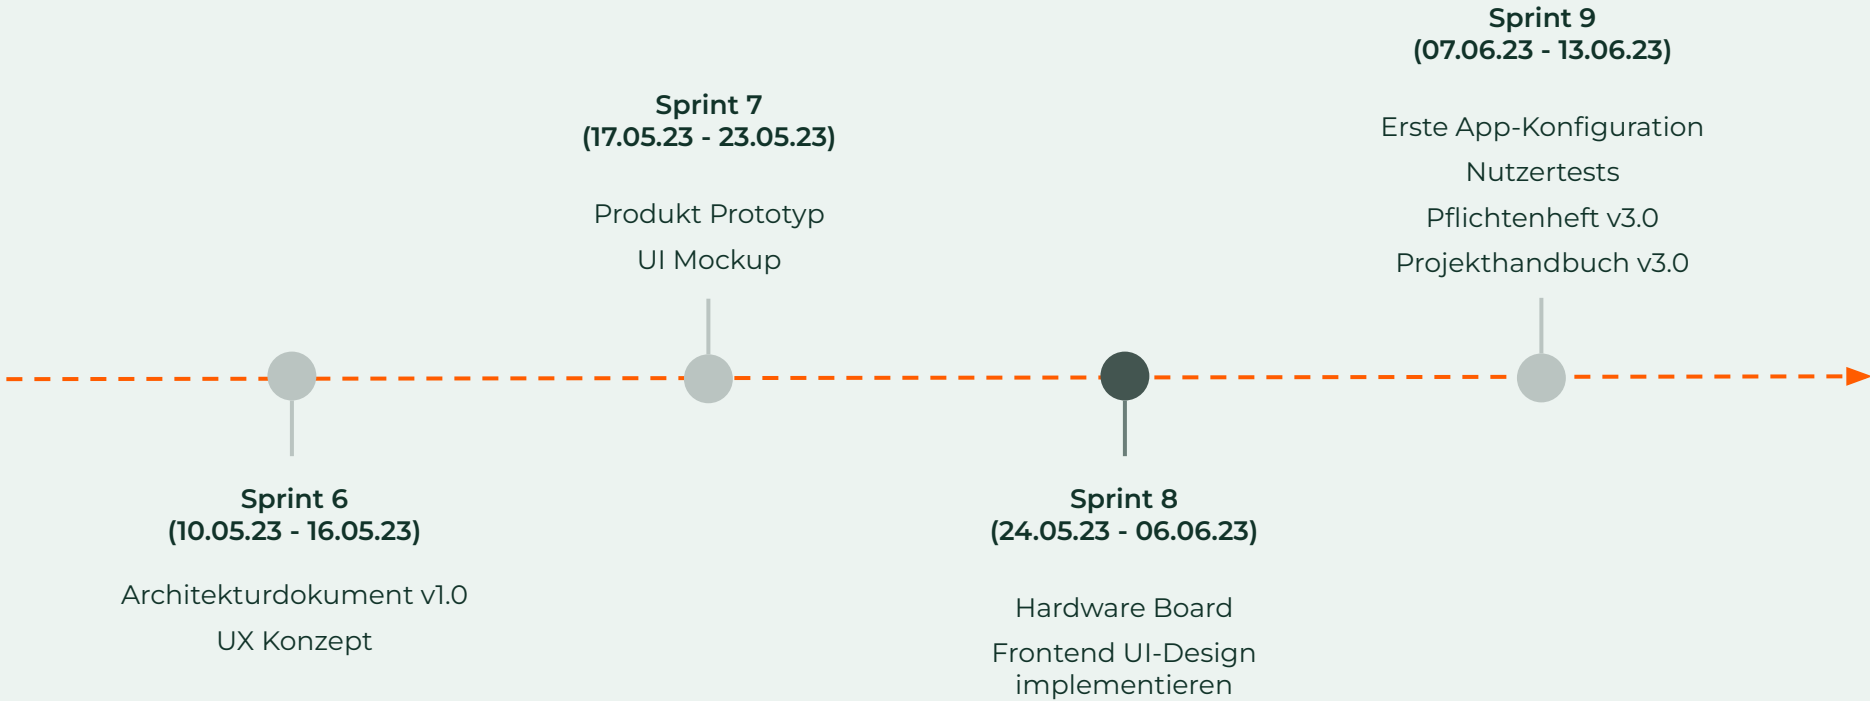 Sprint 6
(10.05.23 - 16.05.23)
Architekturdokument v1.0
UX Konzept
Sprint 7
(17.05.23 - 23.05.23)
Produkt Prototyp
UI Mockup
Sprint 8
(24.05.23 - 06.06.23)
Hardware Board
Frontend UI-Design
implementieren
Sprint 9
(07.06.23 - 13.06.23)
Erste App-Konfiguration
Nutzertests
Pflichtenheft v3.0
Projekthandbuch v3.0